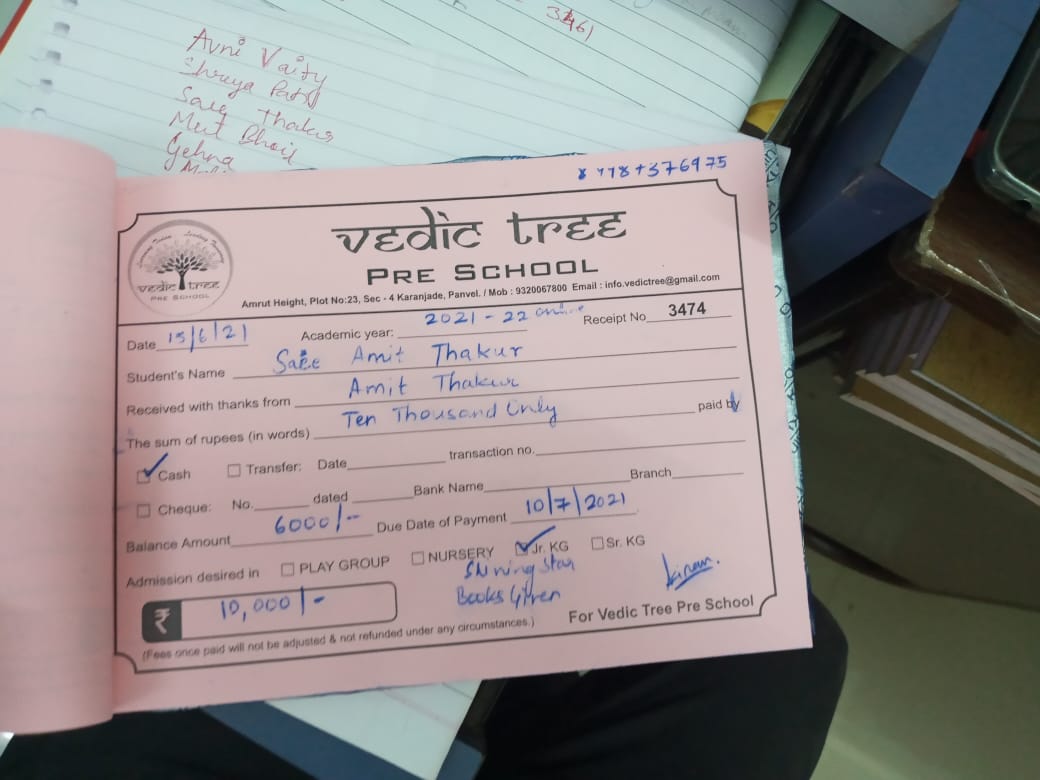 3461
Avni Vaity
Shreya Patil
Saee Thakur
Meet Bhoir
Gehna
vedic tree
PRE SCHOOL
vedic tree
PRE SCHOOL
Amrut Height, Plot No:23, Sec - 4 Karanjade, Panvel. / Mob : 9320067800 Email : info.vedictree@gmail.com
Date 15/6/21 Academic year: 2021-22 online Receipt No 3474
Student's Name Saee Amit Thakur
Received with thanks from Amit Thakur
The sum of rupees (in words) Ten Thousand Only paid by
Cash Transfer: Date transaction no.
Cheque: No. dated Bank Name Branch
Balance Amount 6000/- Due Date of Payment 10/7/2021
Admission desired in PLAY GROUP NURSERY Jr. KG Sr. KG
Shining Star
Books Given
₹ 10,000/-
Kiran.
For Vedic Tree Pre School
(Fees once paid will not be adjusted & not refunded under any circumstances.)